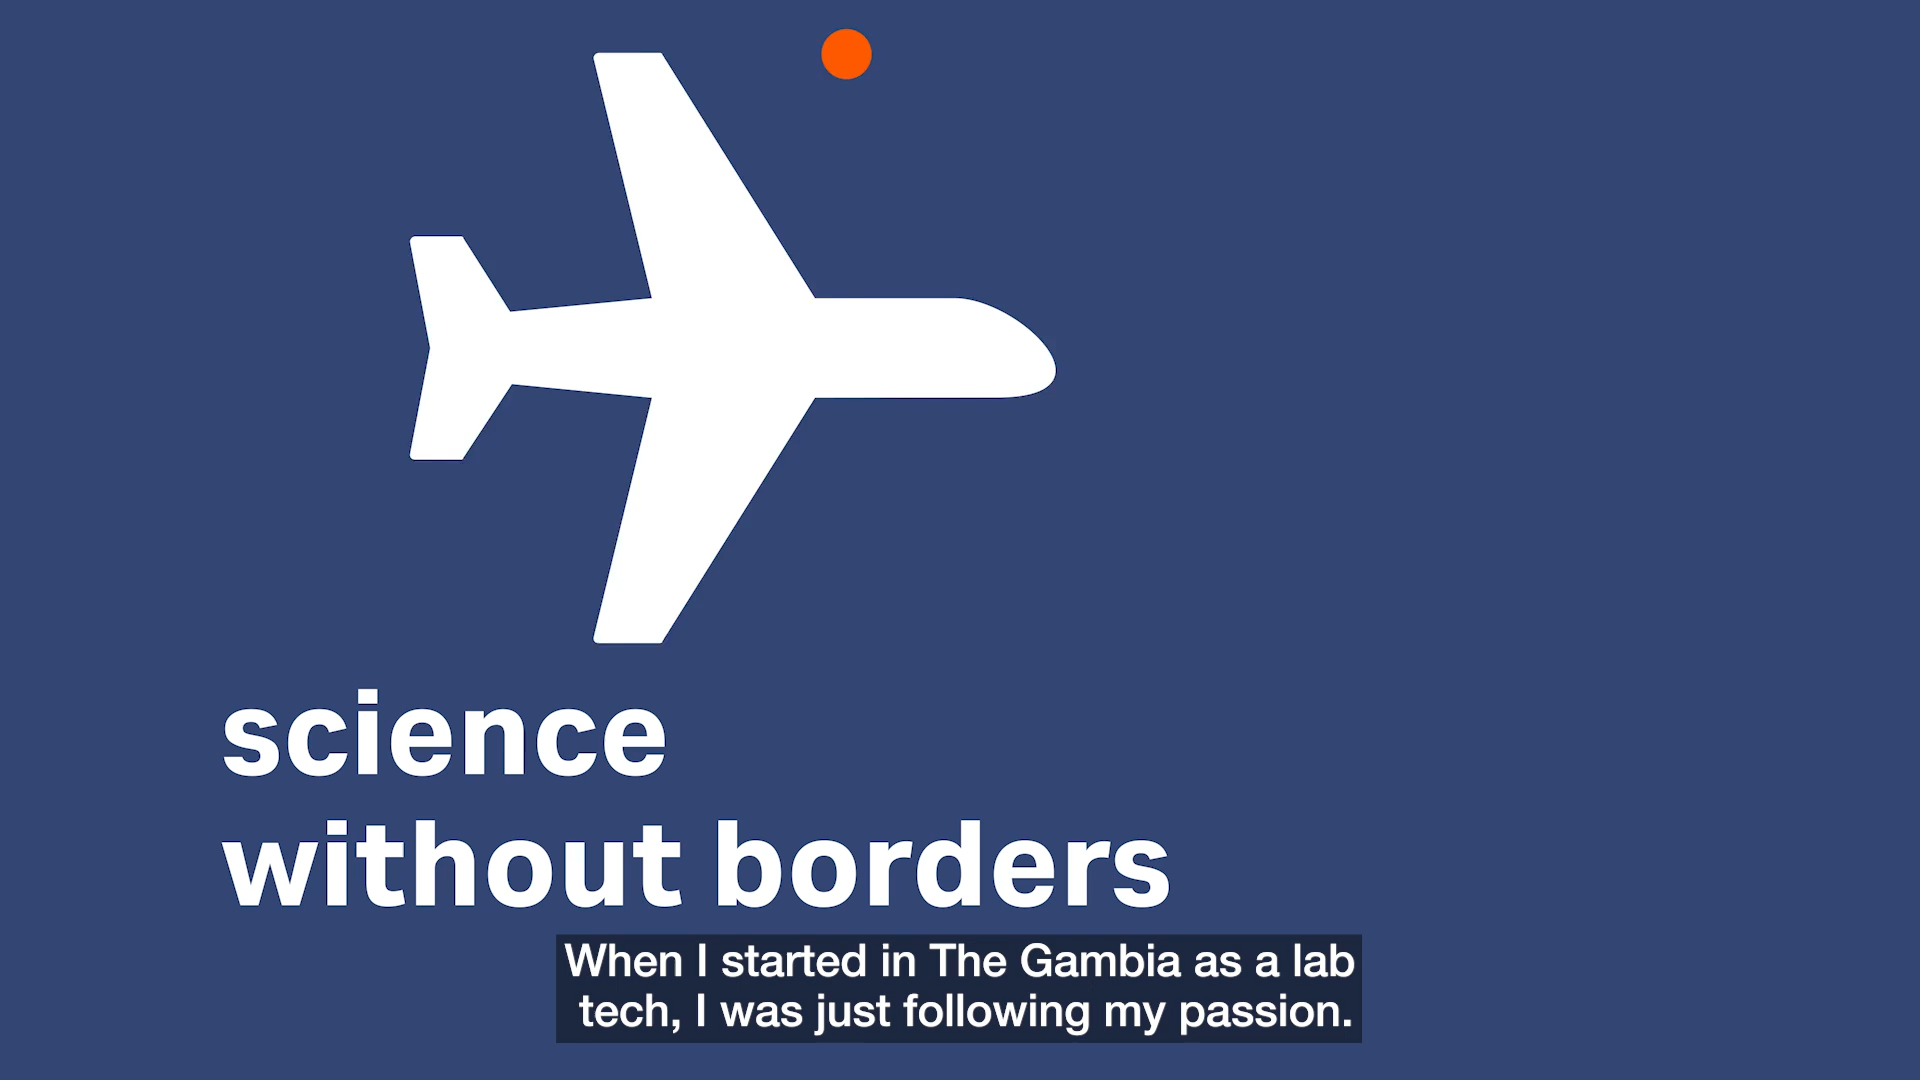 science
without borders
When I started in The Gambia as a lab
tech, I was just following my passion.